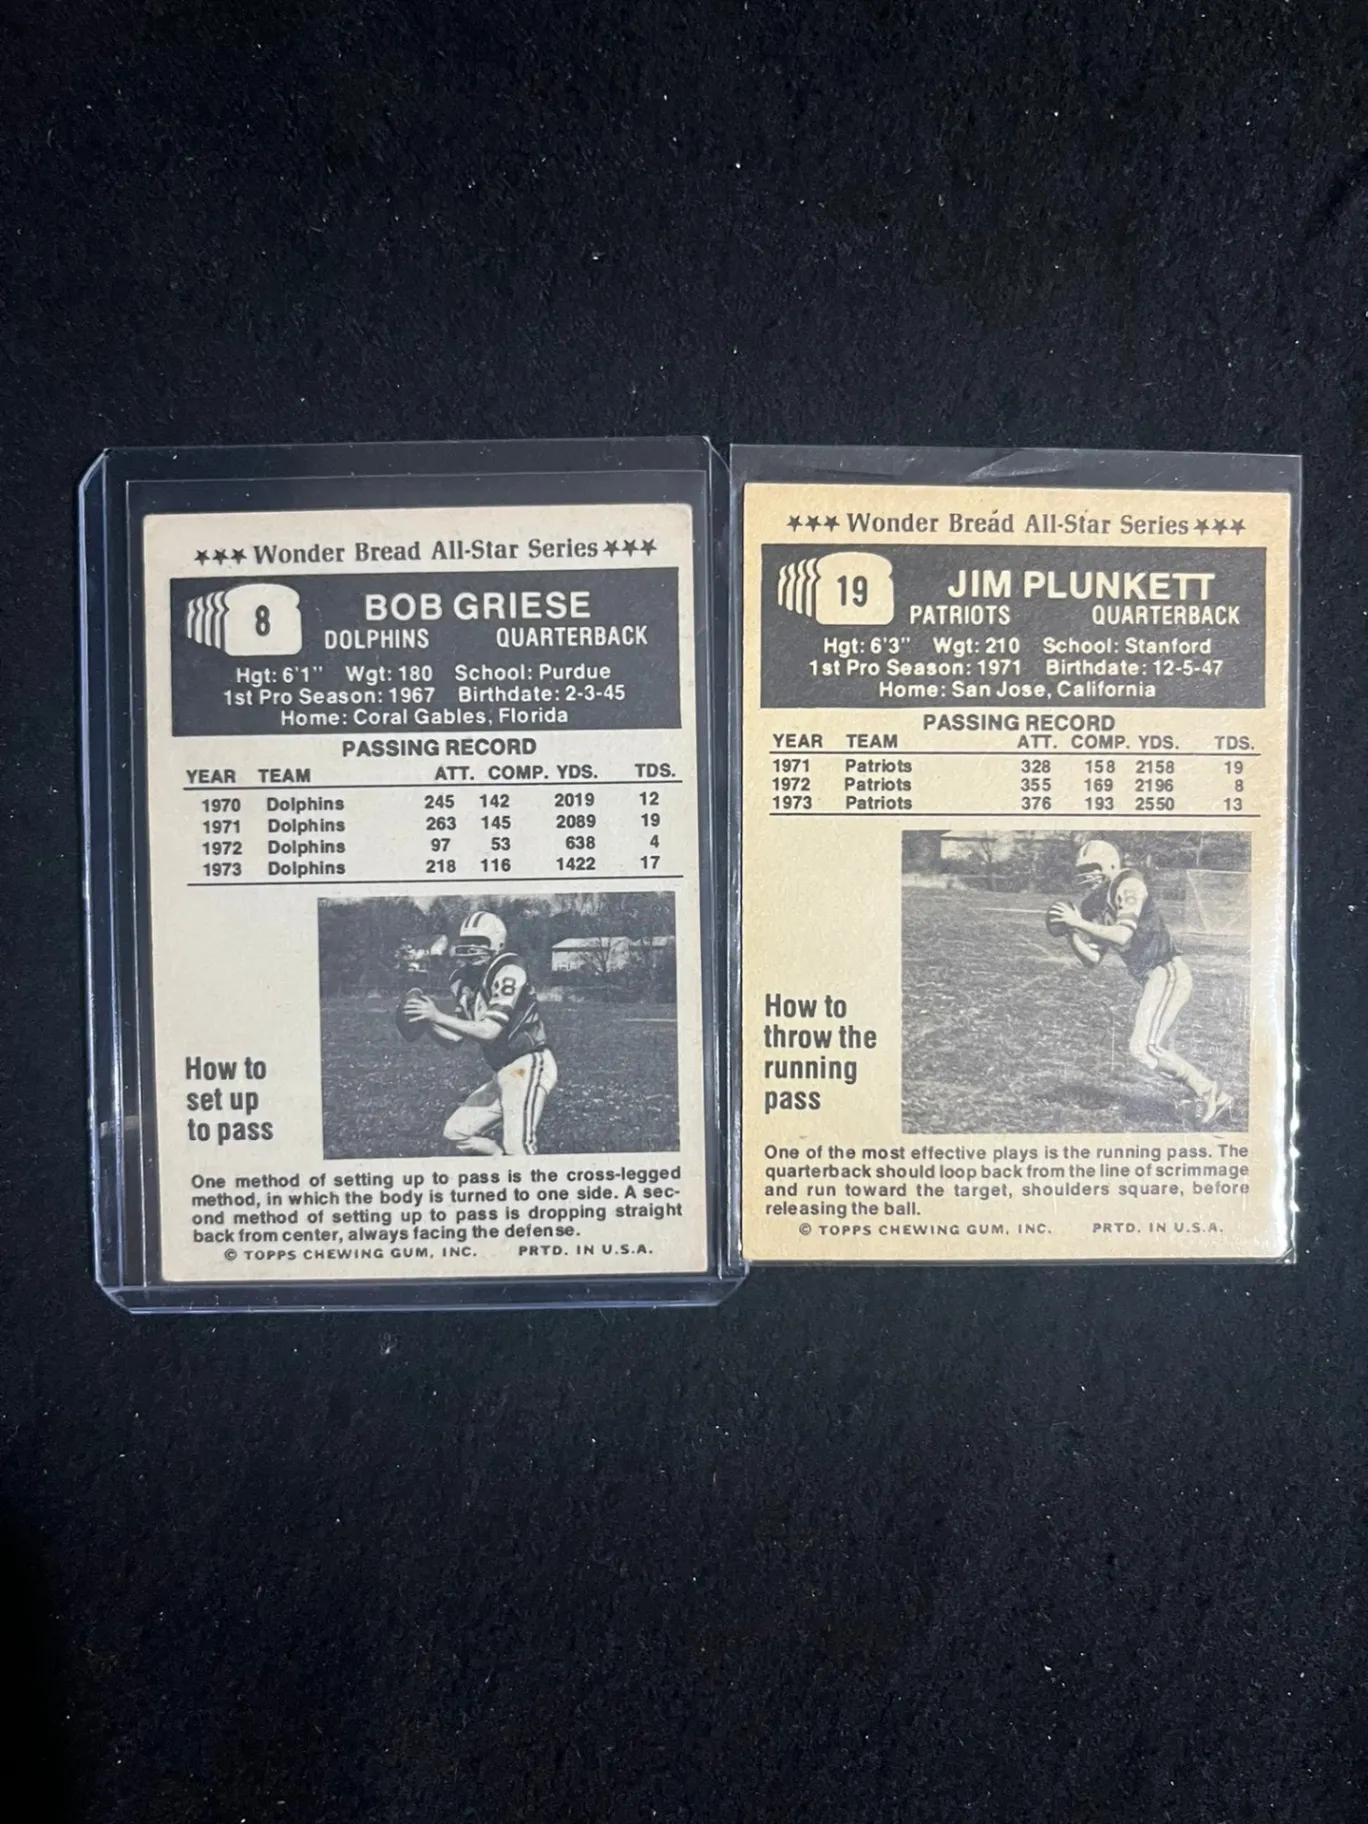 ★★★ Wonder Bread All-Star Series ★★★
8
BOB GRIESE
DOLPHINS QUARTERBACK
Hgt: 6'1" Wgt: 180 School: Purdue
1st Pro Season: 1967 Birthdate: 2-3-45
Home: Coral Gables, Florida
PASSING RECORD
YEAR TEAM ATT. COMP. YDS. TDS.
1970 Dolphins 245 142 2019 12
1971 Dolphins 263 145 2089 19
1972 Dolphins 97 53 638 4
1973 Dolphins 218 116 1422 17
18
How to
set up
to pass
One method of setting up to pass is the cross-legged
method, in which the body is turned to one side. A sec-
ond method of setting up to pass is dropping straight
back from center, always facing the defense.
© TOPPS CHEWING GUM, INC. PRTD. IN U.S.A.
★★★ Wonder Bread All-Star Series ★★★
19
JIM PLUNKETT
PATRIOTS QUARTERBACK
Hgt: 6'3" Wgt: 210 School: Stanford
1st Pro Season: 1971 Birthdate: 12-5-47
Home: San Jose, California
PASSING RECORD
YEAR TEAM ATT. COMP. YDS. TDS.
1971 Patriots 328 158 2158 19
1972 Patriots 355 169 2196 8
1973 Patriots 376 193 2550 13
18
How to
throw the
running
pass
One of the most effective plays is the running pass. The
quarterback should loop back from the line of scrimmage
and run toward the target, shoulders square, before
releasing the ball.
© TOPPS CHEWING GUM, INC. PRTD. IN U.S.A.